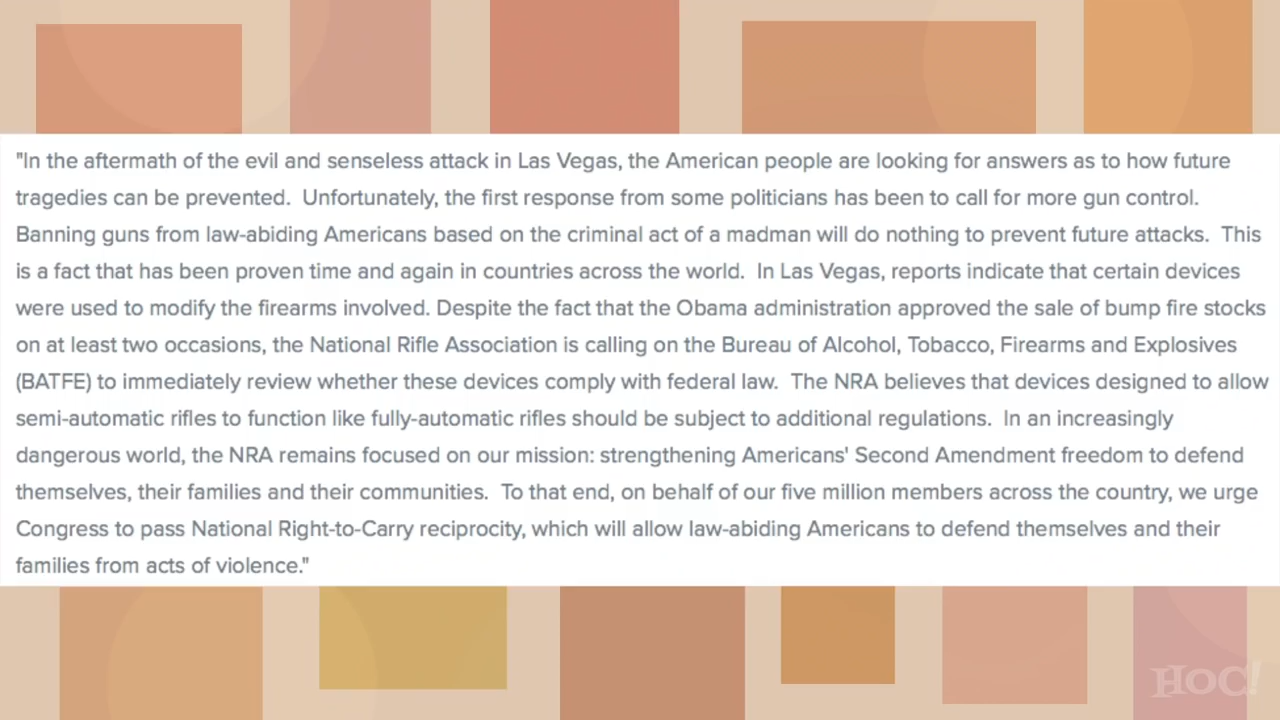 "In the aftermath of the evil and senseless attack in Las Vegas, the American people are looking for answers as to how future
tragedies can be prevented.  Unfortunately, the first response from some politicians has been to call for more gun control.
Banning guns from law-abiding Americans based on the criminal act of a madman will do nothing to prevent future attacks.  This
is a fact that has been proven time and again in countries across the world.  In Las Vegas, reports indicate that certain devices
were used to modify the firearms involved. Despite the fact that the Obama administration approved the sale of bump fire stocks
on at least two occasions, the National Rifle Association is calling on the Bureau of Alcohol, Tobacco, Firearms and Explosives
(BATFE) to immediately review whether these devices comply with federal law.  The NRA believes that devices designed to allow
semi-automatic rifles to function like fully-automatic rifles should be subject to additional regulations.  In an increasingly
dangerous world, the NRA remains focused on our mission: strengthening Americans' Second Amendment freedom to defend
themselves, their families and their communities.  To that end, on behalf of our five million members across the country, we urge
Congress to pass National Right-to-Carry reciprocity, which will allow law-abiding Americans to defend themselves and their
families from acts of violence."
HOC!